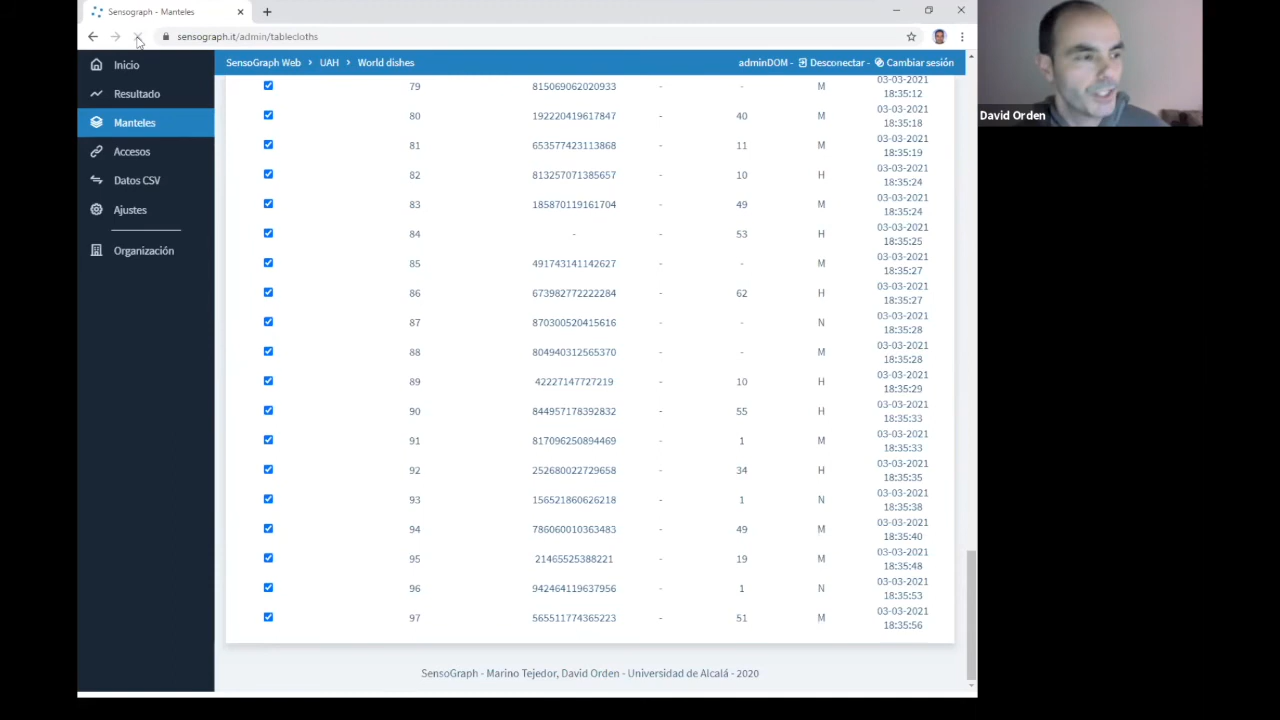 Sensograph - Manteles
sensograph.it/admin/tablecloths
Inicio
Resultado
Manteles
Accesos
Datos CSV
Ajustes
Organización
SensoGraph Web > UAH > World dishes
adminDOM - Desconectar - Cambiar sesión
79 815069062020933 - - M 03-03-2021 18:35:12
80 192220419617847 - 40 M 03-03-2021 18:35:18
81 653577423113868 - 11 M 03-03-2021 18:35:19
82 813257071385657 - 10 H 03-03-2021 18:35:24
83 185870119161704 - 49 M 03-03-2021 18:35:24
84 - - 53 H 03-03-2021 18:35:25
85 491743141142627 - - M 03-03-2021 18:35:27
86 673982772222284 - 62 H 03-03-2021 18:35:27
87 870300520415616 - - N 03-03-2021 18:35:28
88 804940312565370 - - M 03-03-2021 18:35:28
89 42227147727219 - 10 H 03-03-2021 18:35:29
90 844957178392832 - 55 H 03-03-2021 18:35:33
91 817096250894469 - 1 M 03-03-2021 18:35:33
92 252680022729658 - 34 H 03-03-2021 18:35:35
93 156521860626218 - 1 N 03-03-2021 18:35:38
94 786060010363483 - 49 M 03-03-2021 18:35:40
95 21465525388221 - 19 M 03-03-2021 18:35:48
96 942464119637956 - 1 N 03-03-2021 18:35:53
97 565511774365223 - 51 M 03-03-2021 18:35:56
SensoGraph - Marino Tejedor, David Orden - Universidad de Alcalá - 2020
David Orden